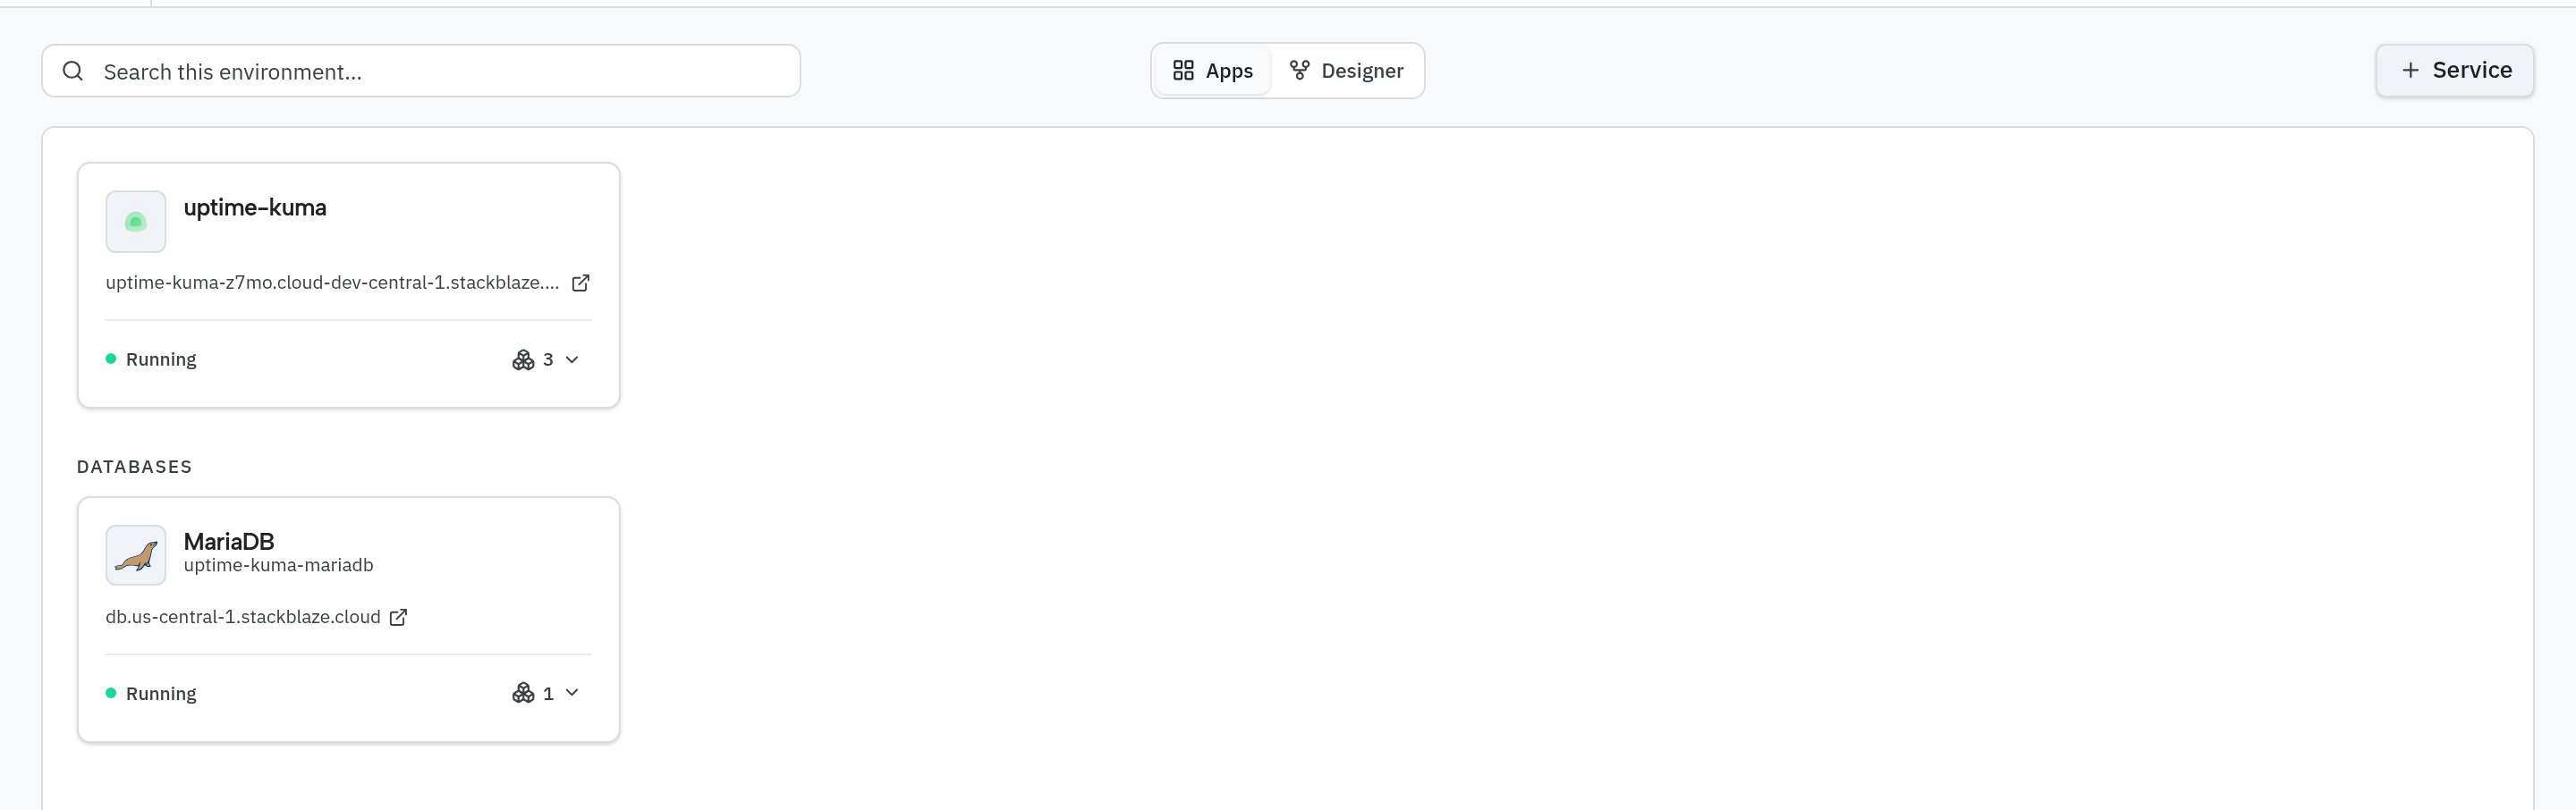 Search this environment...
Apps
Designer
+ Service
uptime-kuma
uptime-kuma-z7mo.cloud-dev-central-1.stackblaze....
Running
3
DATABASES
MariaDB
uptime-kuma-mariadb
db.us-central-1.stackblaze.cloud
Running
1